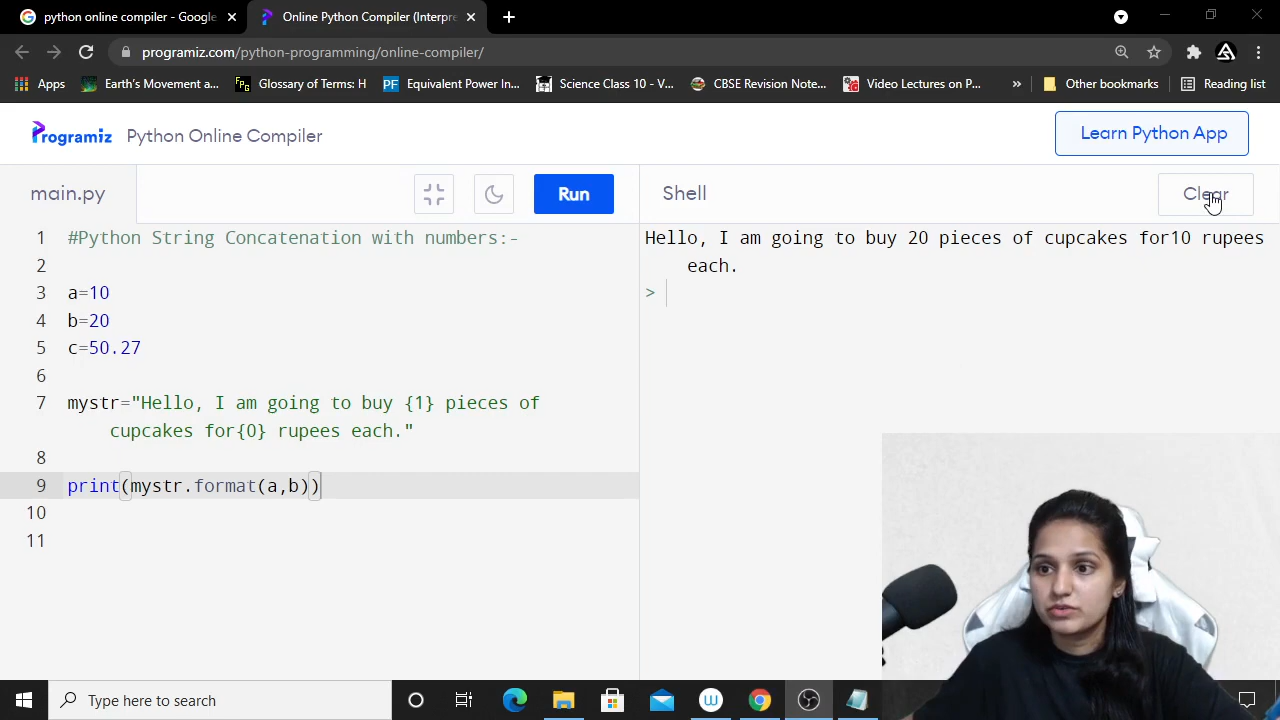 python online compiler - Google
Online Python Compiler (Interpre
programiz.com/python-programming/online-compiler/
Apps
Earth's Movement a...
FPg
Glossary of Terms: H
PF
Equivalent Power In...
Science Class 10 - V...
CBSE Revision Note...
Video Lectures on P...
»
Other bookmarks
Reading list
Programiz
Python Online Compiler
Learn Python App
main.py
Run
Shell
Clear
1 #Python String Concatenation with numbers:-
2
3 a=10
4 b=20
5 c=50.27
6
7 mystr="Hello, I am going to buy {1} pieces of
cupcakes for{0} rupees each."
8
9 print(mystr.format(a,b))
10
11
Hello, I am going to buy 20 pieces of cupcakes for10 rupees
each.
>
Type here to search